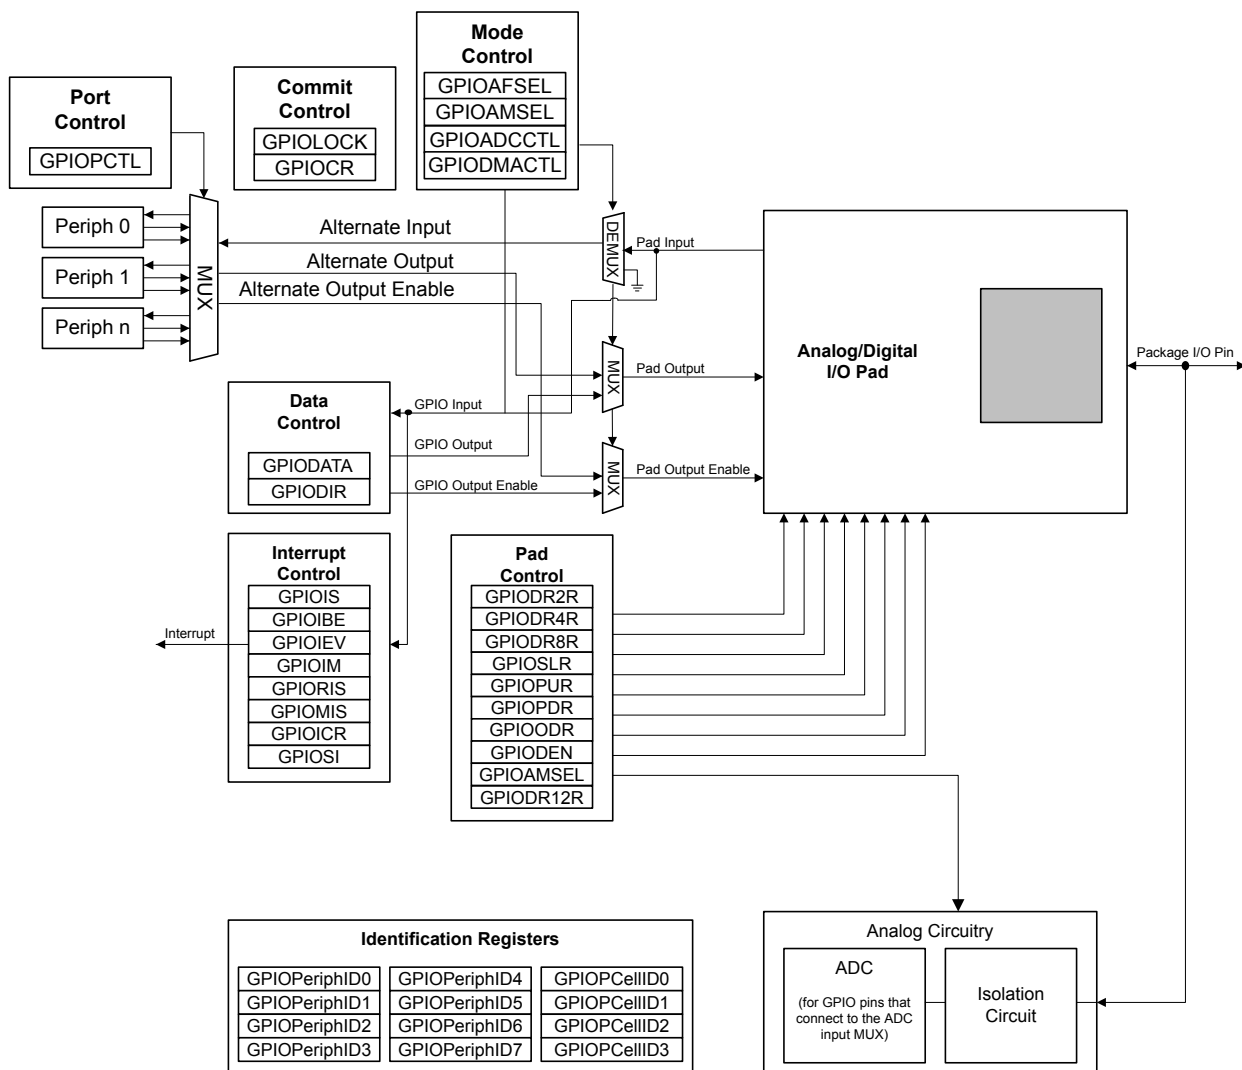 Mode
Control
GPIOAFSEL
GPIOAMSEL
GPIOADCCTL
GPIODMACTL
Commit
Control
GPIOLOCK
GPIOCR
Port
Control
GPIOPCTL
Periph 0
Periph 1
Periph n
MUX
Alternate Input
Alternate Output
Alternate Output Enable
DEMUX
Pad Input
MUX
Pad Output
MUX
Pad Output Enable
Analog/Digital
I/O Pad
Package I/O Pin
Data
Control
GPIODATA
GPIODIR
GPIO Input
GPIO Output
GPIO Output Enable
Interrupt
Control
GPIOIS
GPIOIBE
GPIOIEV
GPIOIM
GPIORIS
GPIOMIS
GPIOICR
GPIOSI
Interrupt
Pad
Control
GPIODR2R
GPIODR4R
GPIODR8R
GPIOSLR
GPIOPUR
GPIOPDR
GPIOODR
GPIODEN
GPIOAMSEL
GPIODR12R
Identification Registers
GPIOPeriphID0
GPIOPeriphID1
GPIOPeriphID2
GPIOPeriphID3
GPIOPeriphID4
GPIOPeriphID5
GPIOPeriphID6
GPIOPeriphID7
GPIOPCellID0
GPIOPCellID1
GPIOPCellID2
GPIOPCellID3
Analog Circuitry
ADC
(for GPIO pins that
connect to the ADC
input MUX)
Isolation
Circuit